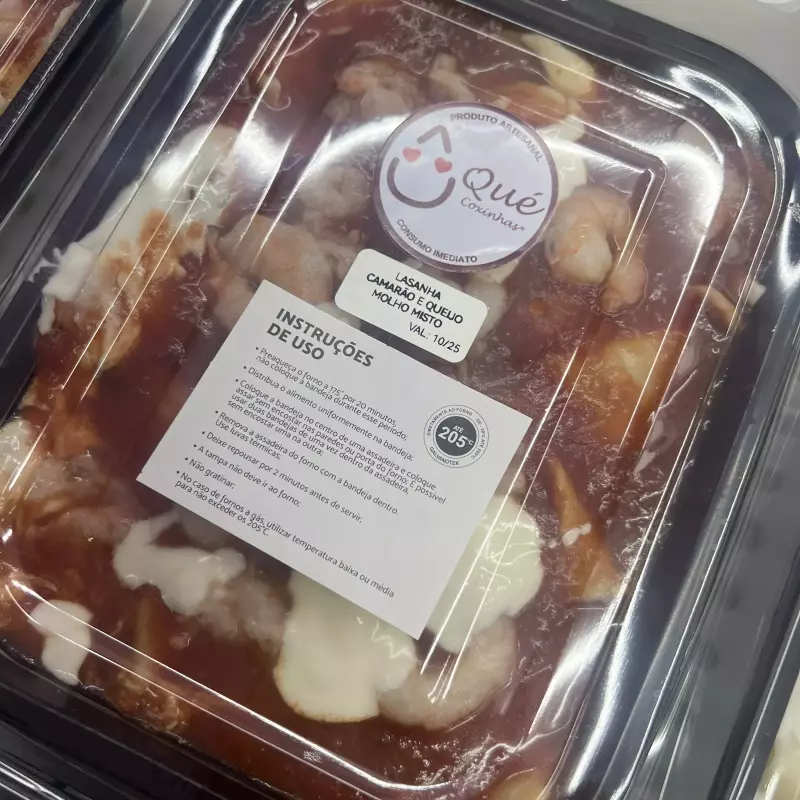 PRODUTO ARTESANAL
Qué
Coxinhas®
CONSUMO IMEDIATO
LASANHA
CAMARÃO E QUEIJO
MOLHO MISTO
VAL: 10/25
INSTRUÇÕES
DE USO
• Preaqueça o forno a 175° por 20 minutos,
não coloque a bandeja durante esse período;
• Distribua o alimento uniformemente na bandeja;
• Coloque a bandeja no centro de uma assadeira e coloque
assar sem encostar nas paredes ou porta do forno; É possível
usar duas bandejas de uma vez dentro da assadeira,
sem encostar uma na outra;
• Remova a assadeira do forno com a bandeja dentro.
Use luvas térmicas;
• Deixe repousar por 2 minutos antes de servir;
• A tampa não deve ir ao forno;
• Não gratinar;
• No caso de fornos a gás, utilizar temperatura baixa ou média
para não exceder os 205°C.
DIRETAMENTE AO FORNO
ATÉ
205°C
GALVANOTEK